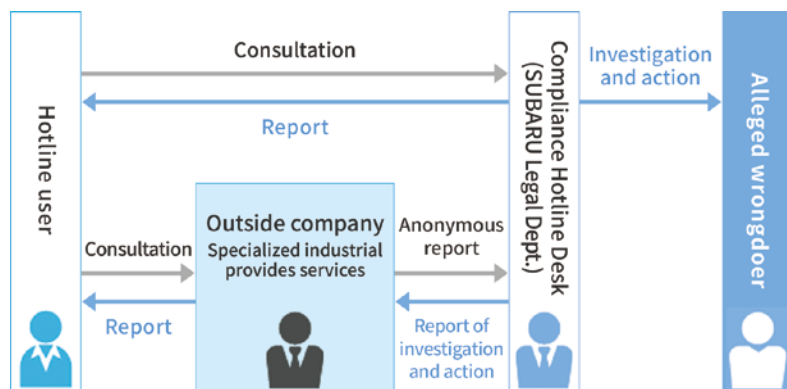 Hotline user
Consultation
Report
Compliance Hotline Desk
(SUBARU Legal Dept.)
Investigation
and action
Alleged wrongdoer
Consultation
Report
Outside company
Specialized industrial
provides services
Anonymous
report
Report of
investigation
and action